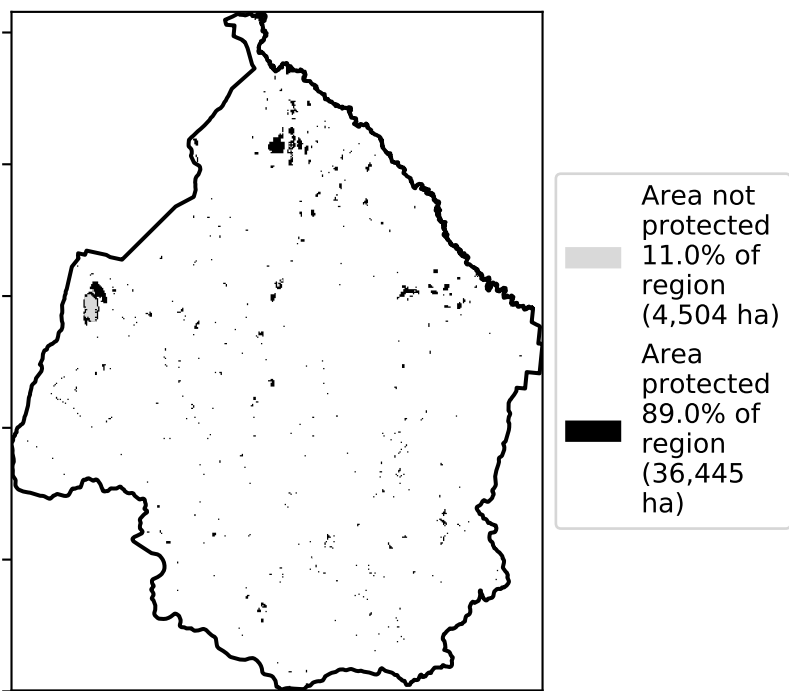 Area not
protected
11.0% of
region
(4,504 ha)
Area
protected
89.0% of
region
(36,445
ha)